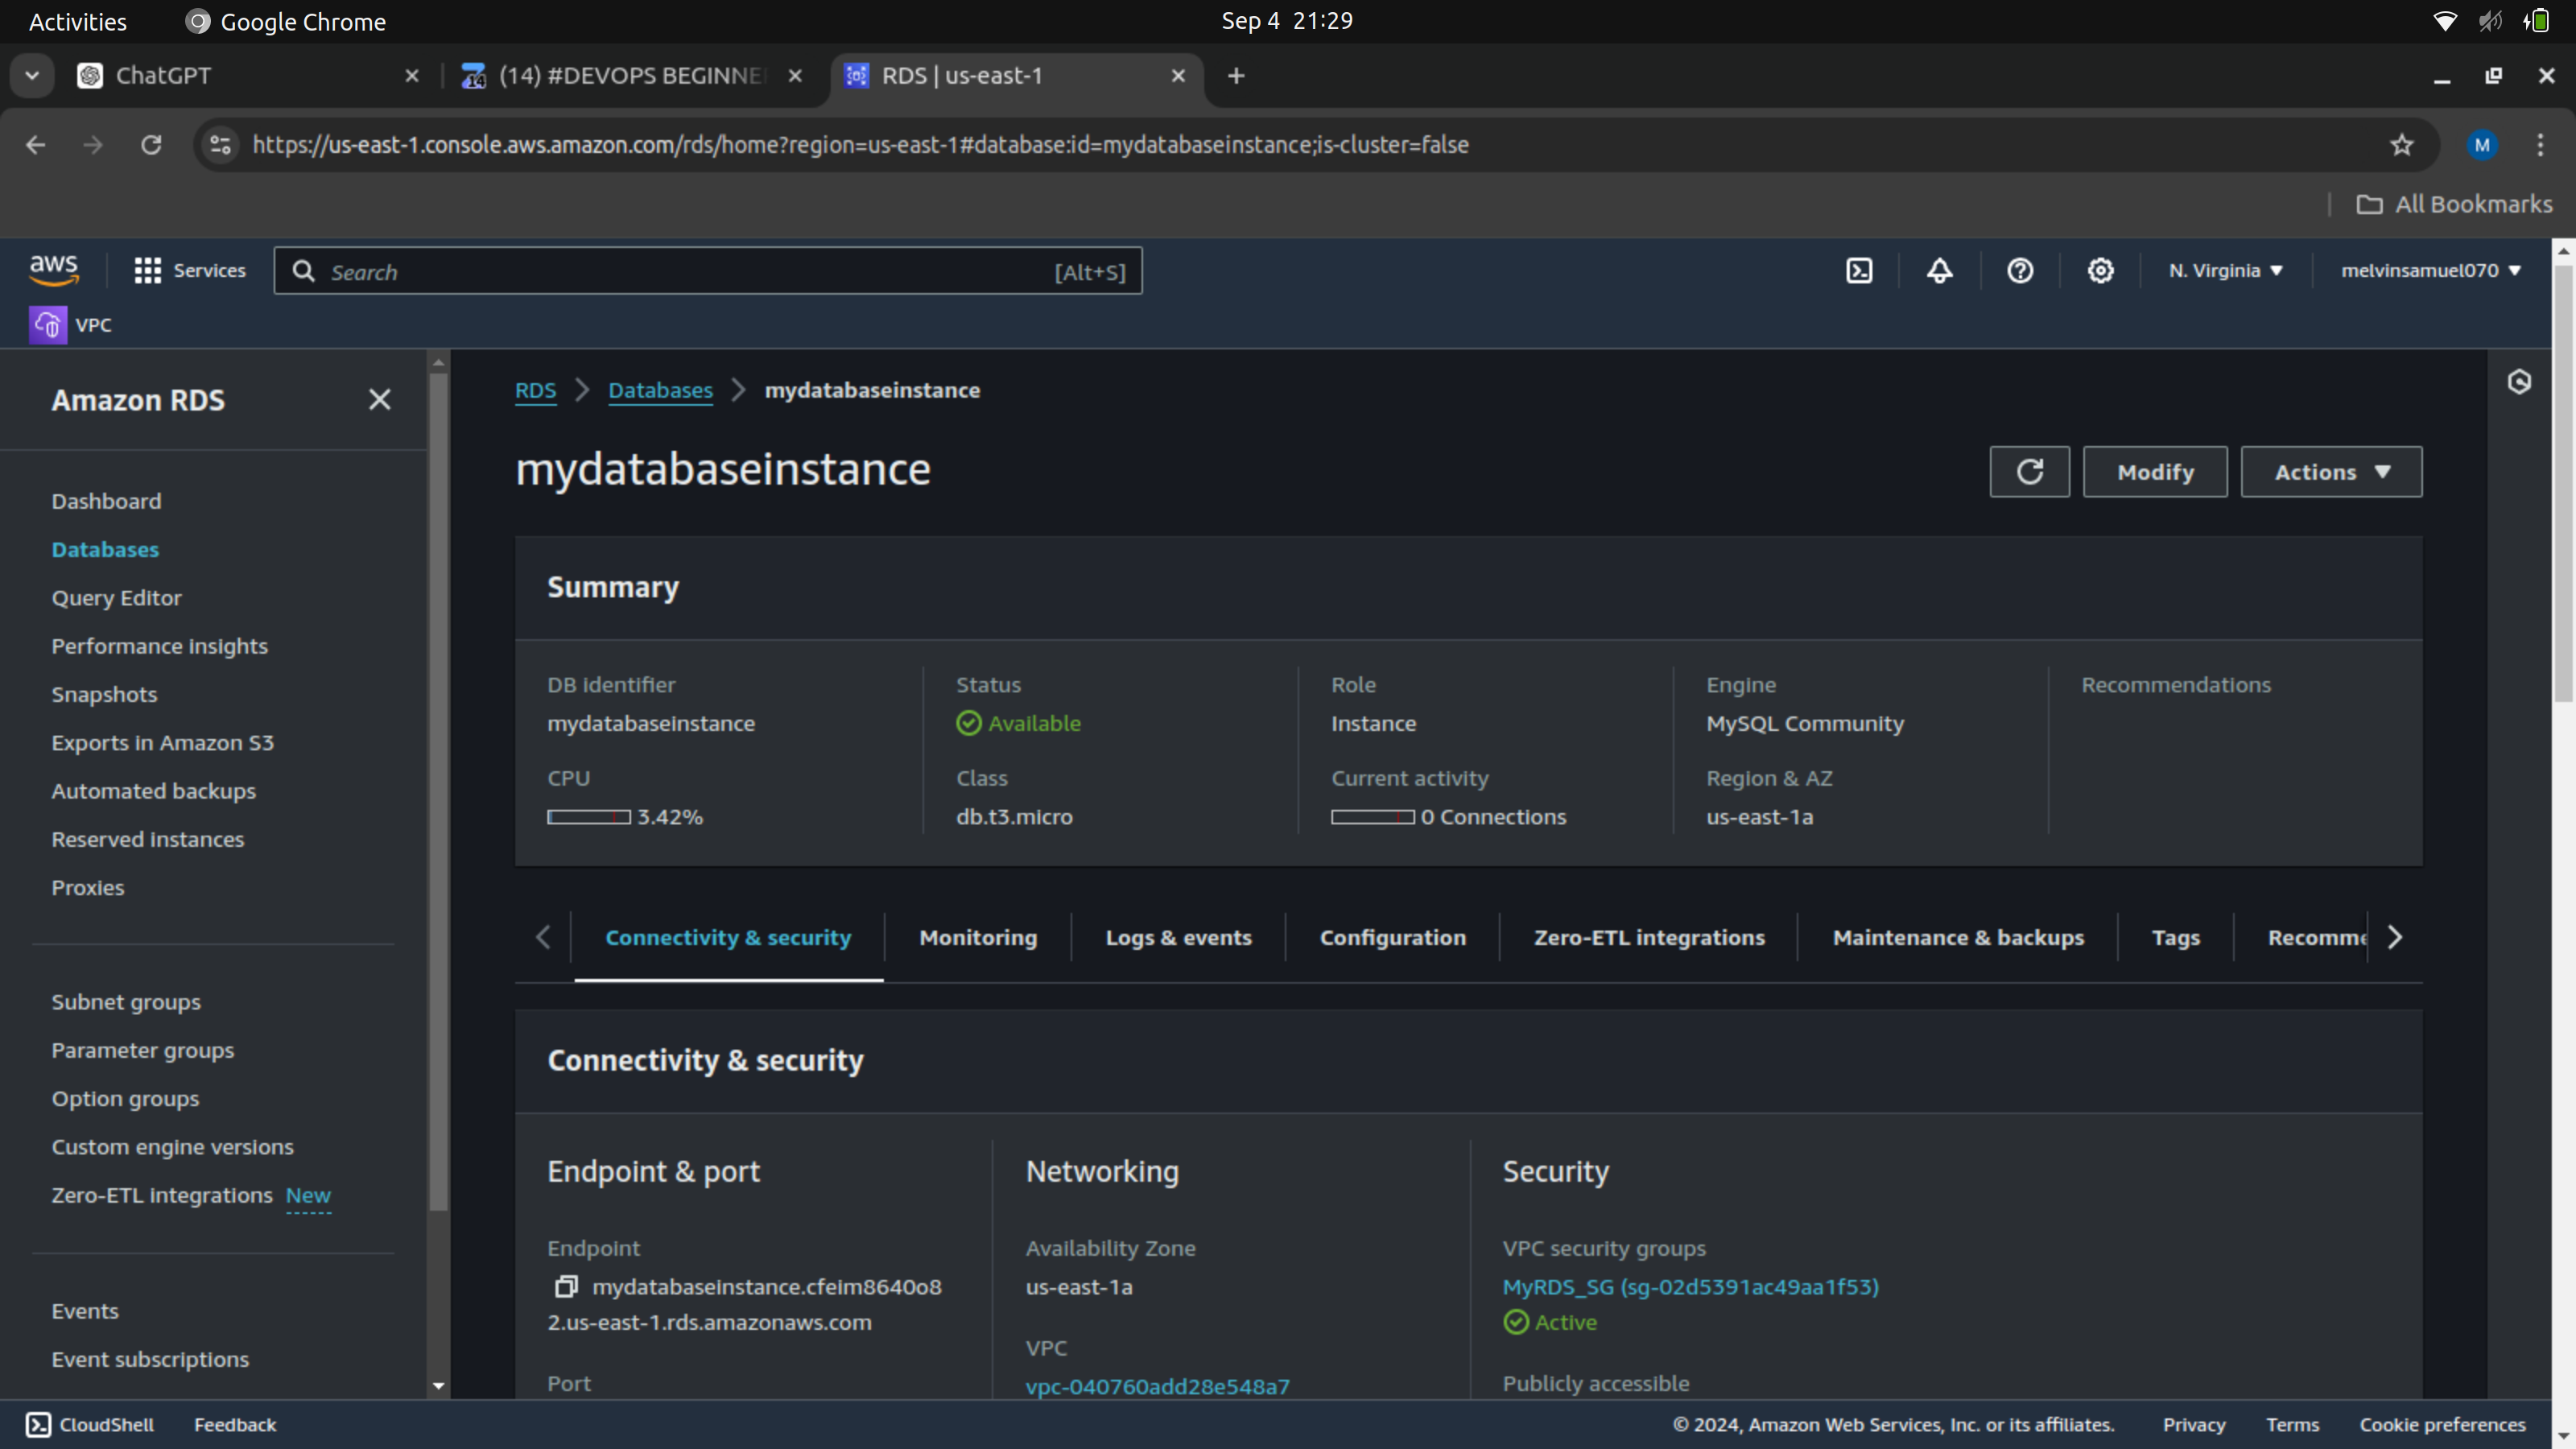 Activities Google Chrome Sep 4 21:29
ChatGPT (14) #DEVOPS BEGINNE RDS | us-east-1
https://us-east-1.console.aws.amazon.com/rds/home?region=us-east-1#database:id=mydatabaseinstance;is-cluster=false M
All Bookmarks
aws Services Search [Alt+S] N. Virginia melvinsamuel070
VPC
Amazon RDS
Dashboard
Databases
Query Editor
Performance insights
Snapshots
Exports in Amazon S3
Automated backups
Reserved instances
Proxies
Subnet groups
Parameter groups
Option groups
Custom engine versions
Zero-ETL integrations New
Events
Event subscriptions
RDS Databases mydatabaseinstance
mydatabaseinstance Modify Actions
Summary
DB identifier Status Role Engine Recommendations
mydatabaseinstance Available Instance MySQL Community
CPU Class Current activity Region & AZ
3.42% db.t3.micro 0 Connections us-east-1a
Connectivity & security Monitoring Logs & events Configuration Zero-ETL integrations Maintenance & backups Tags Recomme
Connectivity & security
Endpoint & port
Endpoint
mydatabaseinstance.cfeim8640o8
2.us-east-1.rds.amazonaws.com
Port
Networking
Availability Zone
us-east-1a
VPC
vpc-040760add28e548a7
Security
VPC security groups
MyRDS_SG (sg-02d5391ac49aa1f53)
Active
Publicly accessible
CloudShell Feedback © 2024, Amazon Web Services, Inc. or its affiliates. Privacy Terms Cookie preferences